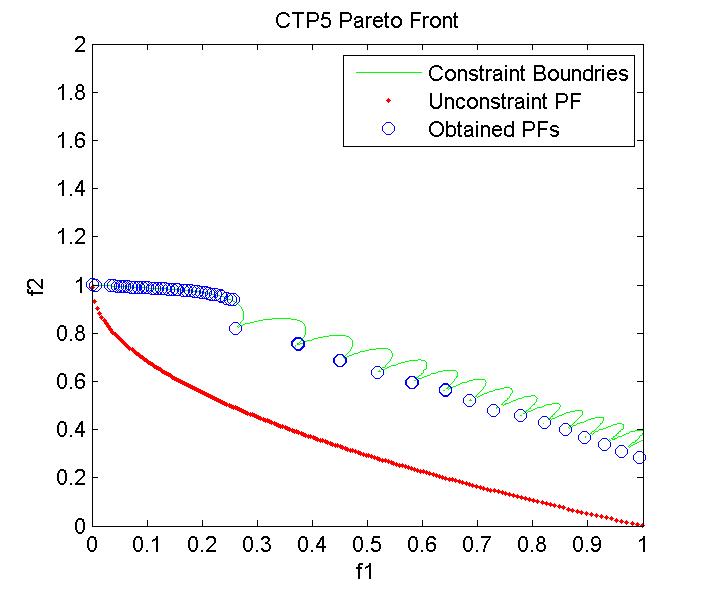 CTP5 Pareto Front
Constraint Boundries
Unconstraint PF
Obtained PFs
f2
2
1.8
1.6
1.4
1.2
1
0.8
0.6
0.4
0.2
0
0 0.1 0.2 0.3 0.4 0.5 0.6 0.7 0.8 0.9 1
f1